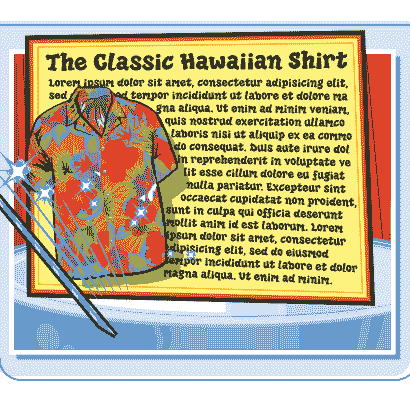 The Classic Hawaiian Shirt
Lorem ipsum dolor sit amet, consectetur adipisicing elit,
sed tempor incididunt ut labore et dolore ma
gna aliqua. Ut enim ad minim veniam,
quis nostrud exercitation ullamco
laboris nisi ut aliquip ex ea commo
do consequat. Duis aute irure dol
in reprehenderit in voluptate ve
lit esse cillum dolore eu fugiat
nulla pariatur. Excepteur sint
occaecat cupidatat non proident,
sunt in culpa qui officia deserunt
mollit anim id est laborum. Lorem
ipsum dolor sit amet, consectetur
adipisicing elit, sed do eiusmod
tempor incididunt ut labore et dolor
magna aliqua. Ut enim ad minim.